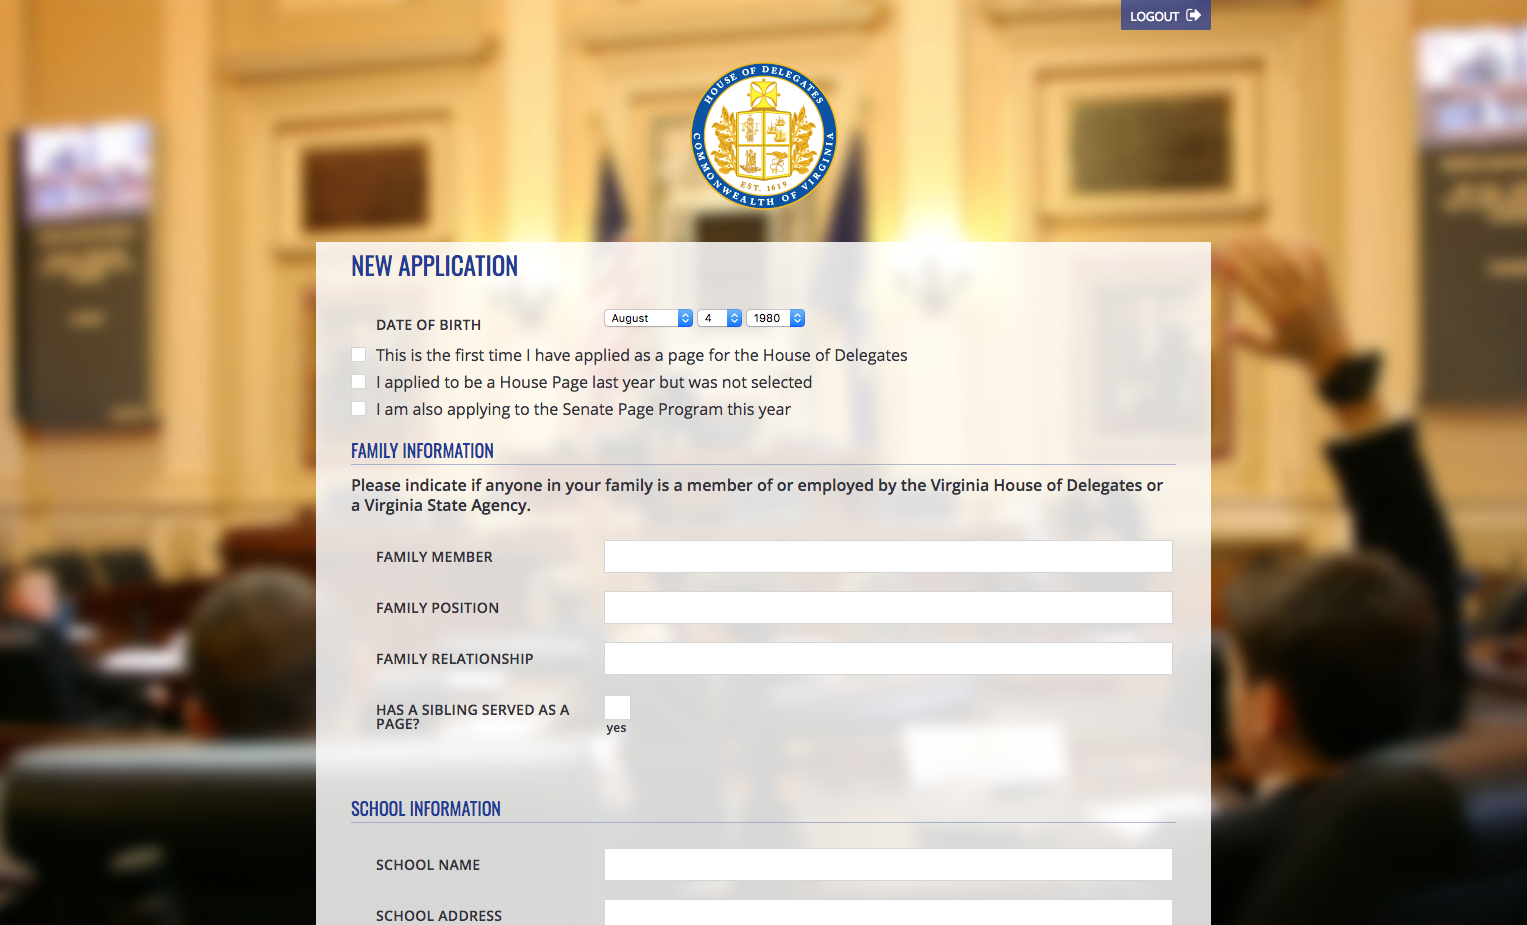 LOGOUT
HOUSE OF DELEGATES
COMMONWEALTH OF VIRGINIA
EST. 1619
NEW APPLICATION
DATE OF BIRTH August 4 1980
This is the first time I have applied as a page for the House of Delegates
I applied to be a House Page last year but was not selected
I am also applying to the Senate Page Program this year
FAMILY INFORMATION
Please indicate if anyone in your family is a member of or employed by the Virginia House of Delegates or
a Virginia State Agency.
FAMILY MEMBER
FAMILY POSITION
FAMILY RELATIONSHIP
HAS A SIBLING SERVED AS A
PAGE?
yes
SCHOOL INFORMATION
SCHOOL NAME
SCHOOL ADDRESS